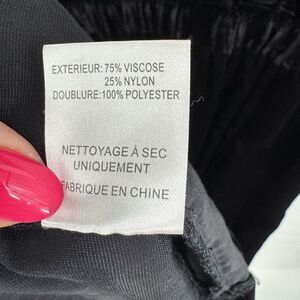 EXTERIEUR: 75% VISCOSE
25% NYLON
DOUBLURE: 100% POLYESTER
NETTOYAGE À SEC
UNIQUEMENT
FABRIQUE EN CHINE